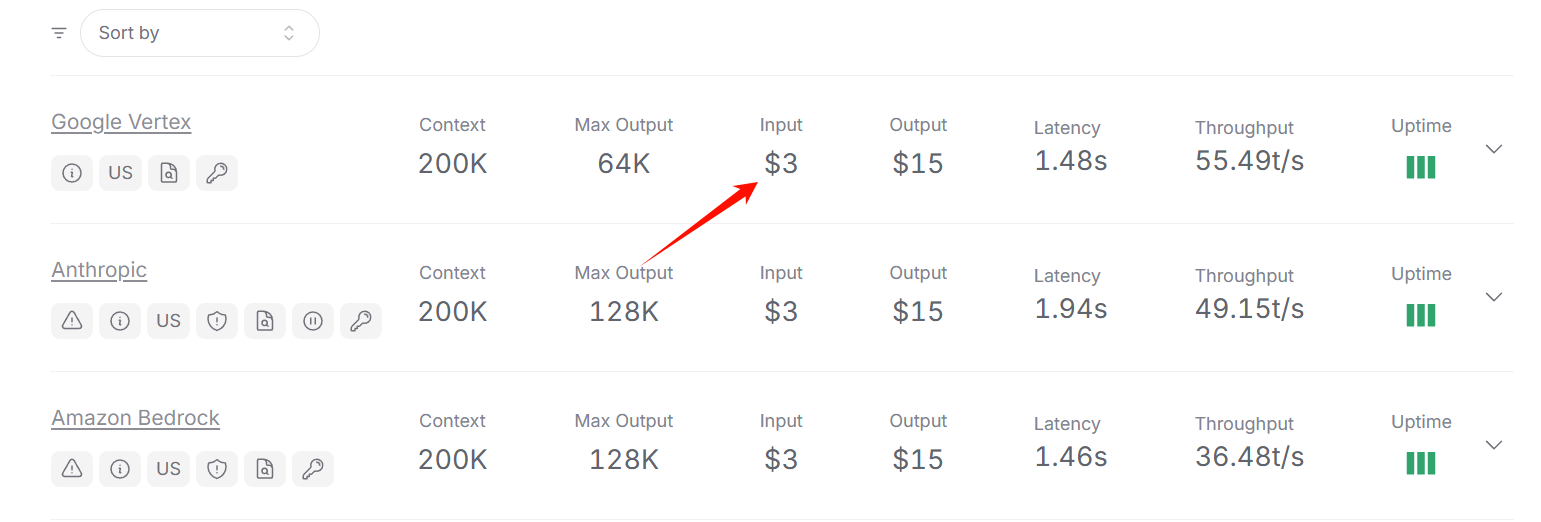 Sort by
Google Vertex
US
Context
200K
Max Output
64K
Input
$3
Output
$15
Latency
1.48s
Throughput
55.49t/s
Uptime
Anthropic
US
Context
200K
Max Output
128K
Input
$3
Output
$15
Latency
1.94s
Throughput
49.15t/s
Uptime
Amazon Bedrock
US
Context
200K
Max Output
128K
Input
$3
Output
$15
Latency
1.46s
Throughput
36.48t/s
Uptime